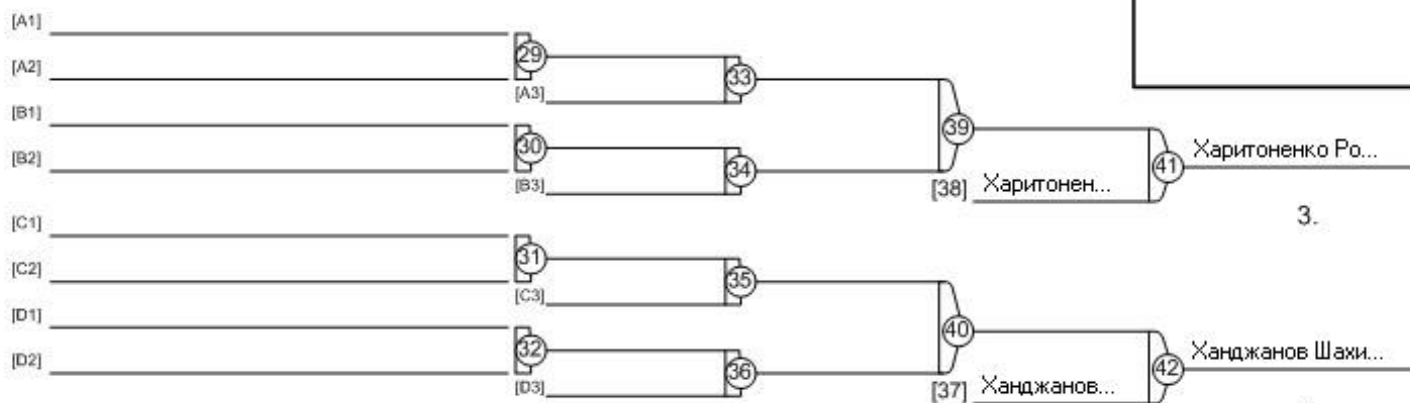 [A1]
29
[A2]
[A3]
33
[B1]
39
30
[B2]
34
[B3]
[38] Харитонен...
41
Харитоненко Ро...
3.
[C1]
31
[C2]
35
[C3]
[D1]
40
32
[D2]
36
[D3]
[37] Ханджанов...
42
Ханджанов Шахи...